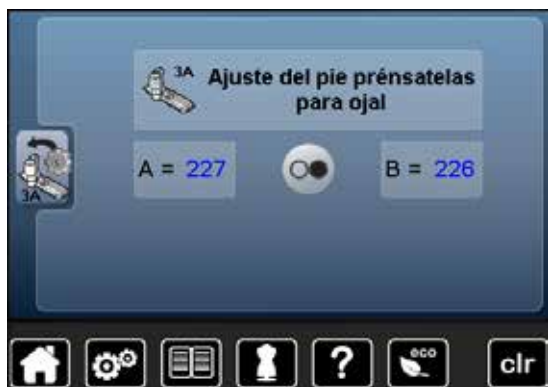 3A Ajuste del pie prénsatelas
para ojal
A = 227
B = 226
3A
?
eco
clr